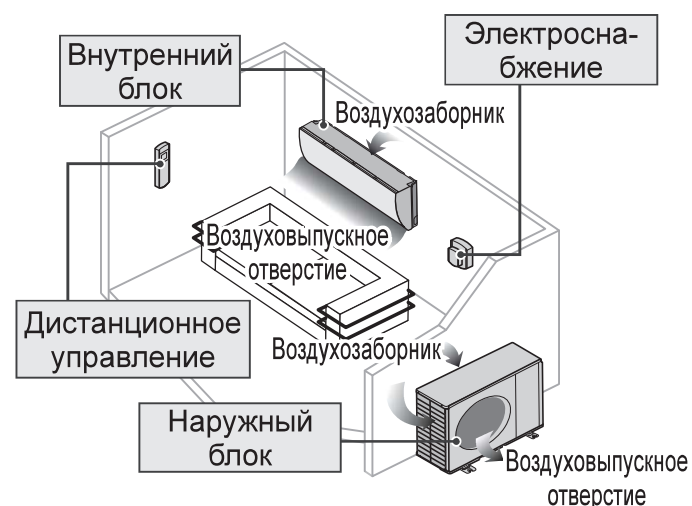 Внутренний
блок
Электросна-
бжение
Воздухозаборник
Воздуховыпускное
отверстие
Дистанционное
управление
Воздухозаборник
Наружный
блок
Воздуховыпускное
отверстие